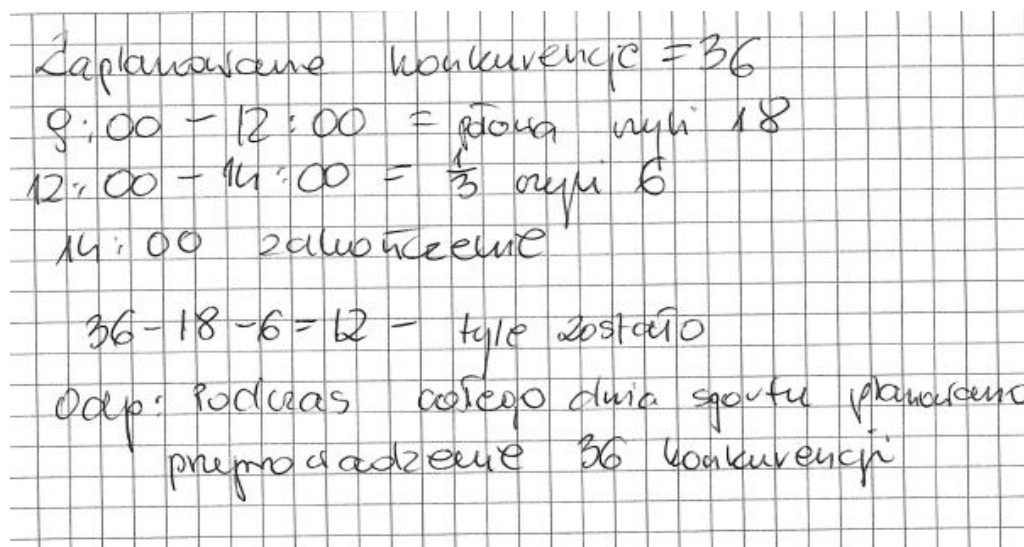 Zaplanowane konkurencje = 36
9:00 - 12:00 = połowa czyli 18
12:00 - 14:00 = 1/3 czyli 6
14:00 zakończenie
36 - 18 - 6 = 12 - tyle zostało
Odp: Podczas całego dnia sportu planowano
przeprowadzenie 36 konkurencji